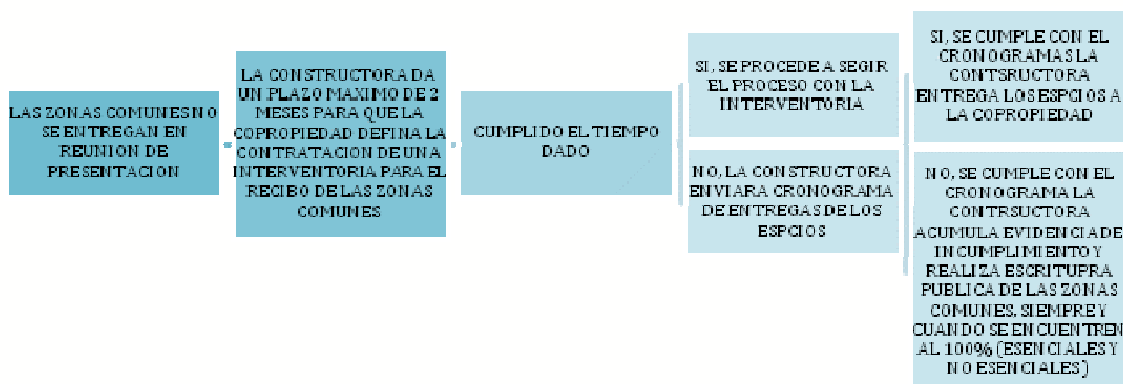 LAS ZONAS COMUNES NO
SE ENTREGAN EN
REUNION DE
PRESENTACION
LA CONSTRUCTORA DA
UN PLAZO MAXIMO DE 2
MESES PARA QUE LA
COPROPIEDAD DEFINA LA
CONTRATACION DE UNA
INTERVENTORIA PARA EL
RECIBO DE LAS ZONAS
COMUNES
CUMPLIDO EL TIEMPO
DADO
SI, SE PROCEDE A SEGIR
EL PROCESO CON LA
INTERVENTORIA
NO, LA CONSTRUCTORA
ENVIARA CRONOGRAMA
DE ENTREGAS DE LOS
ESPCIOS
SI, SE CUMPLE CON EL
CRONOGRAMAS LA
CONTSRUCTORA
ENTREGA LOS ESPCIOS A
LA COPROPIEDAD
NO, SE CUMPLE CON EL
CRONOGRAMA LA
CONTRSUCTORA
ACUMULA EVIDENCIA DE
INCUMPLIMIENTO Y
REALIZA ESCRITUPRA
PUBLICA DE LAS ZONAS
COMUNES. SIEMPRE Y
CUANDO SE ENCUENTREN
AL 100% (ESENCIALES Y
NO ESENCIALES)